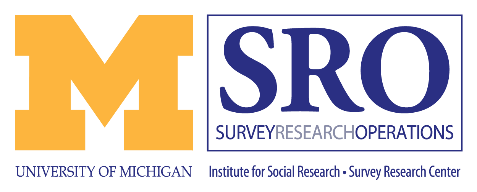 M
SRO
SURVEYRESEARCHOPERATIONS
UNIVERSITY OF MICHIGAN
Institute for Social Research • Survey Research Center